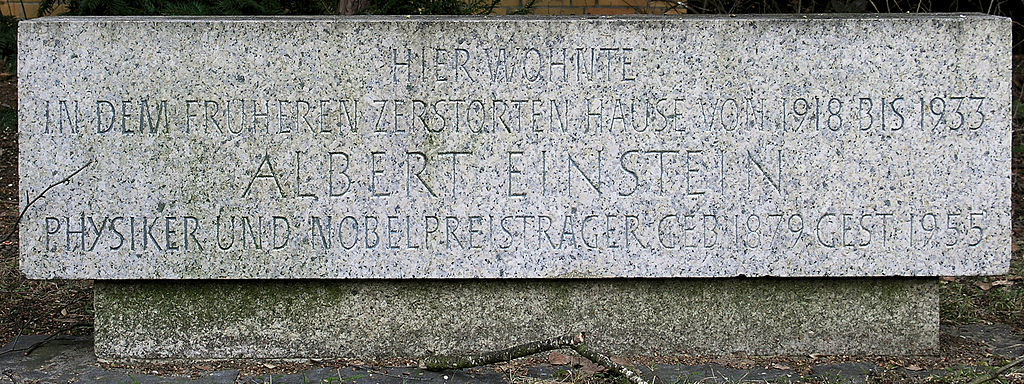 HIER WOHNTE
IN DEM FRÜHEREN ZERSTÖRTEN HAUSE VON 1918 BIS 1933
ALBERT EINSTEIN
PHYSIKER UND NOBELPREISTRÄGER GEB 1879 GEST 1955